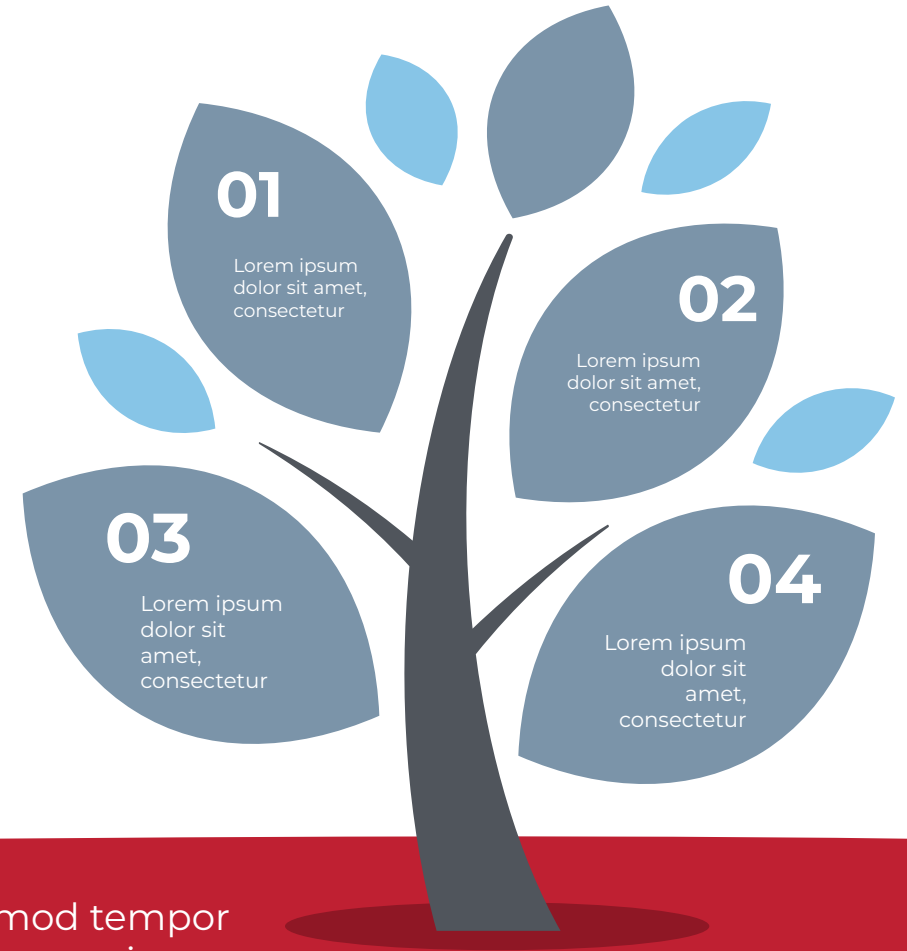 01
Lorem ipsum
dolor sit amet,
consectetur
02
Lorem ipsum
dolor sit amet,
consectetur
03
Lorem ipsum
dolor sit
amet,
consectetur
04
Lorem ipsum
dolor sit
amet,
consectetur
mod tempor